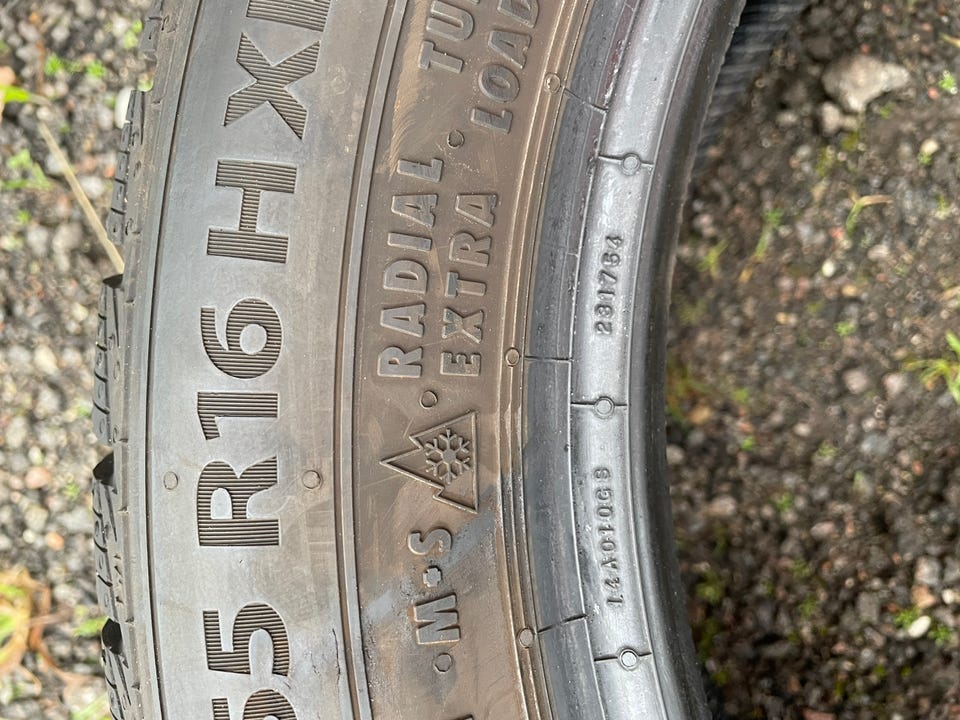 55 R16 H XL
M+S RADIAL
EXTRA LOAD